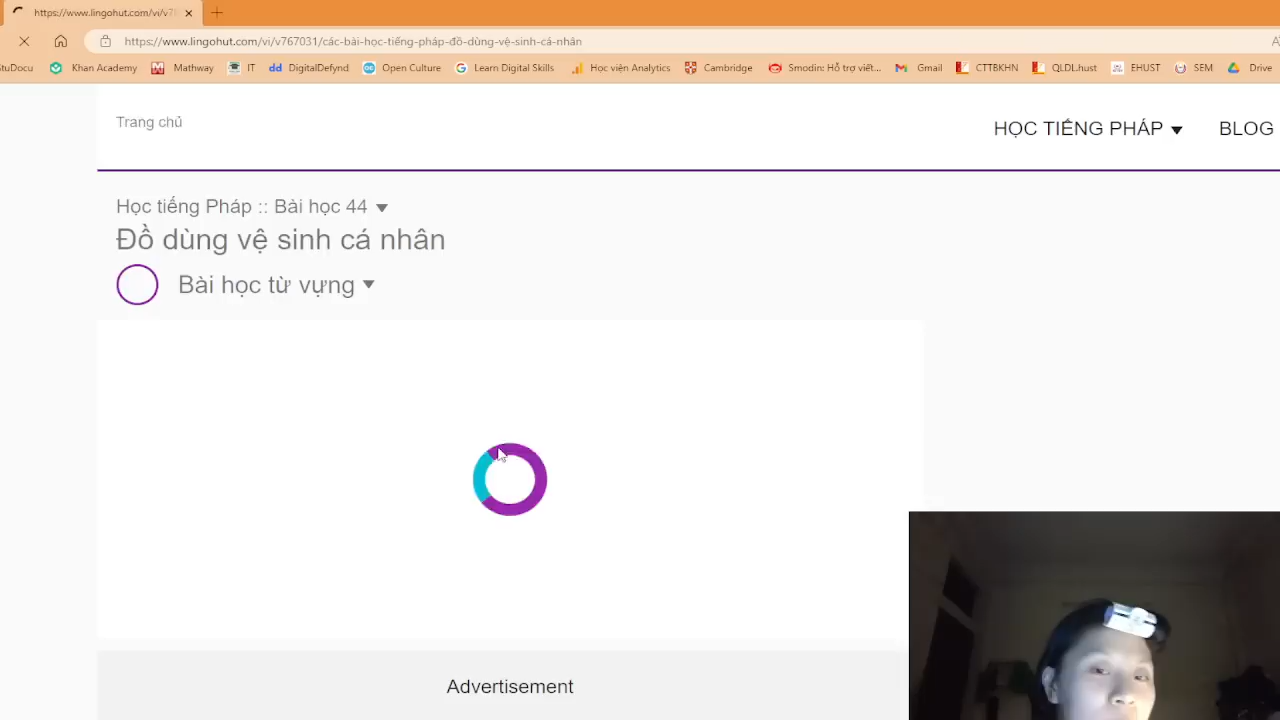 https://www.lingohut.com/vi/v7
https://www.lingohut.com/vi/v767031/các-bài-học-tiếng-pháp-đồ-dùng-vệ-sinh-cá-nhân
StuDocu Khan Academy Mathway IT DigitalDefynd Open Culture Learn Digital Skills Học viện Analytics Cambridge Smodin: Hỗ trợ viết... Gmail CTTBKHN QLDL.hust EHUST SEM Drive
Trang chủ
HỌC TIẾNG PHÁP BLOG
Học tiếng Pháp :: Bài học 44
Đồ dùng vệ sinh cá nhân
Bài học từ vựng
Advertisement